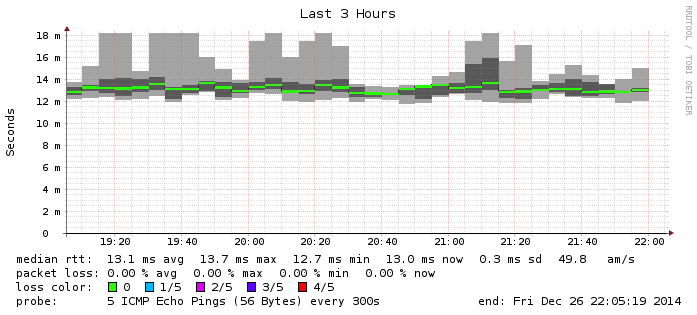 Last 3 Hours
RRDTOOL / TOBI OETIKER
Seconds
18 m
16 m
14 m
12 m
10 m
8 m
6 m
4 m
2 m
0
19:20 19:40 20:00 20:20 20:40 21:00 21:20 21:40 22:00
median rtt: 13.1 ms avg 13.7 ms max 12.7 ms min 13.0 ms now 0.3 ms sd 49.8 am/s
packet loss: 0.00 % avg 0.00 % max 0.00 % min 0.00 % now
loss color: 0 1/5 2/5 3/5 4/5
probe: 5 ICMP Echo Pings (56 Bytes) every 300s end: Fri Dec 26 22:05:19 2014